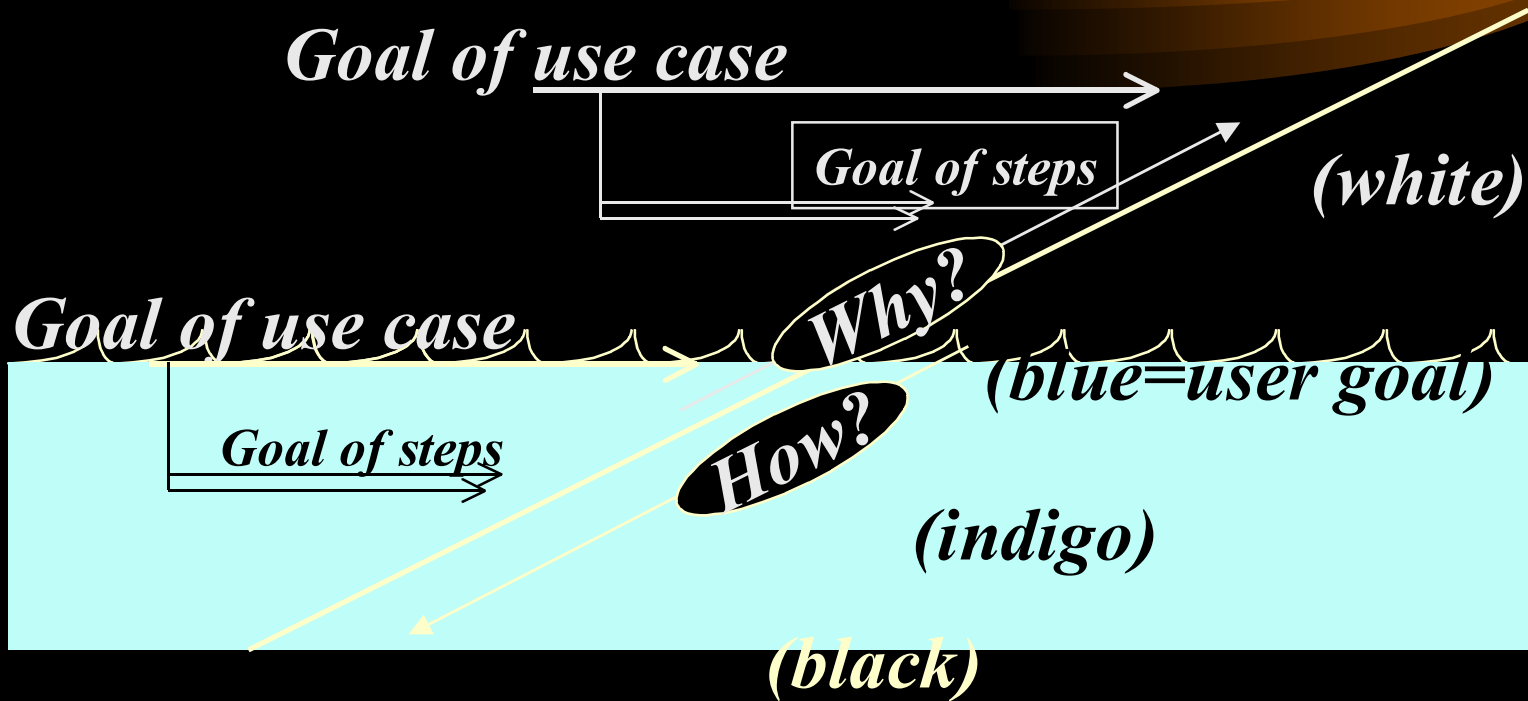 Goal of use case
Goal of steps
(white)
Why?
Goal of use case
(blue=user goal)
How?
Goal of steps
(indigo)
(black)